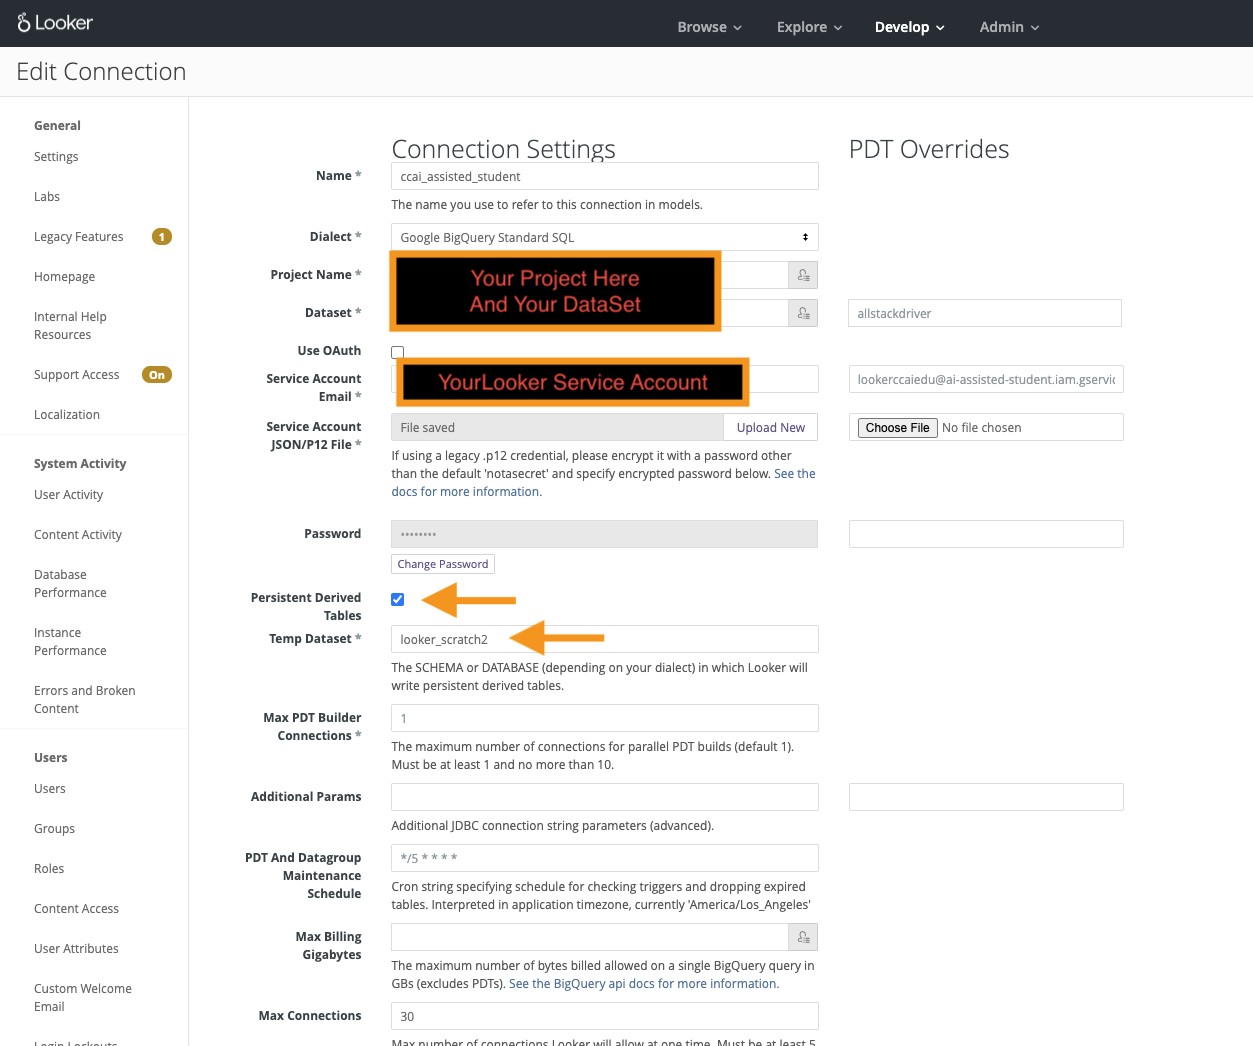 Looker
Browse
Explore
Develop
Admin
Edit Connection
General
Settings
Labs
Legacy Features 1
Homepage
Internal Help
Resources
Support Access On
Localization
System Activity
User Activity
Content Activity
Database
Performance
Instance
Performance
Errors and Broken
Content
Users
Users
Groups
Roles
Content Access
User Attributes
Custom Welcome
Email
Login Lockouts
Connection Settings
PDT Overrides
Name *
ccai_assisted_student
The name you use to refer to this connection in models.
Dialect *
Google BigQuery Standard SQL
Project Name *
Your Project Here
And Your DataSet
Dataset *
allstackdriver
Use OAuth
Service Account
Email *
YourLooker Service Account
lookerccaiedu@ai-assisted-student.iam.gservic
Service Account
JSON/P12 File *
File saved
Upload New
Choose File No file chosen
If using a legacy .p12 credential, please encrypt it with a password other
than the default 'notasecret' and specify encrypted password below. See the
docs for more information.
Password
••••••••
Change Password
Persistent Derived
Tables
Temp Dataset *
looker_scratch2
The SCHEMA or DATABASE (depending on your dialect) in which Looker will
write persistent derived tables.
Max PDT Builder
Connections *
1
The maximum number of connections for parallel PDT builds (default 1).
Must be at least 1 and no more than 10.
Additional Params
Additional JDBC connection string parameters (advanced).
PDT And Datagroup
Maintenance
Schedule
*/5 * * * *
Cron string specifying schedule for checking triggers and dropping expired
tables. Interpreted in application timezone, currently 'America/Los_Angeles'
Max Billing
Gigabytes
The maximum number of bytes billed allowed on a single BigQuery query in
GBs (excludes PDTs). See the BigQuery api docs for more information.
Max Connections
30
Max number of connections Looker will allow at one time. Must be at least 5